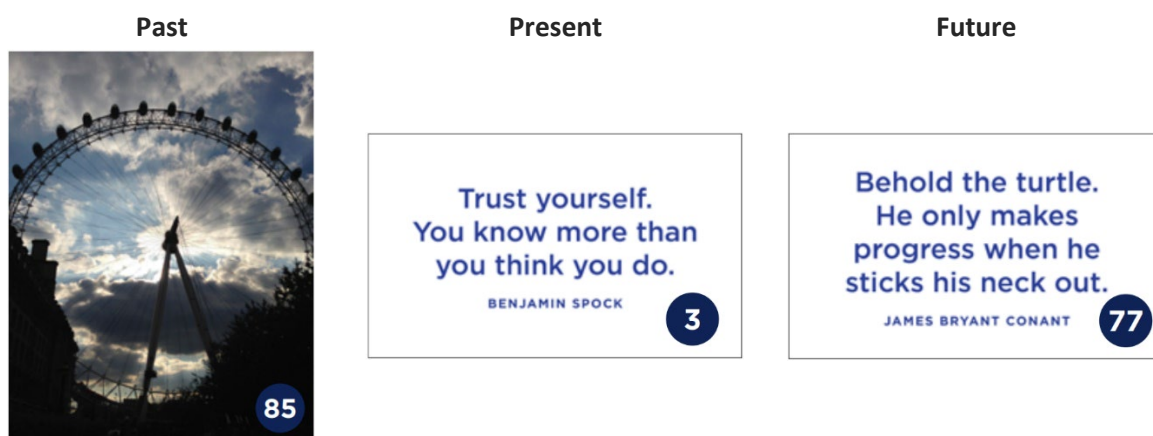 Past
Present
Future
85
Trust yourself.
You know more than
you think you do.
BENJAMIN SPOCK
3
Behold the turtle.
He only makes
progress when he
sticks his neck out.
JAMES BRYANT CONANT
77